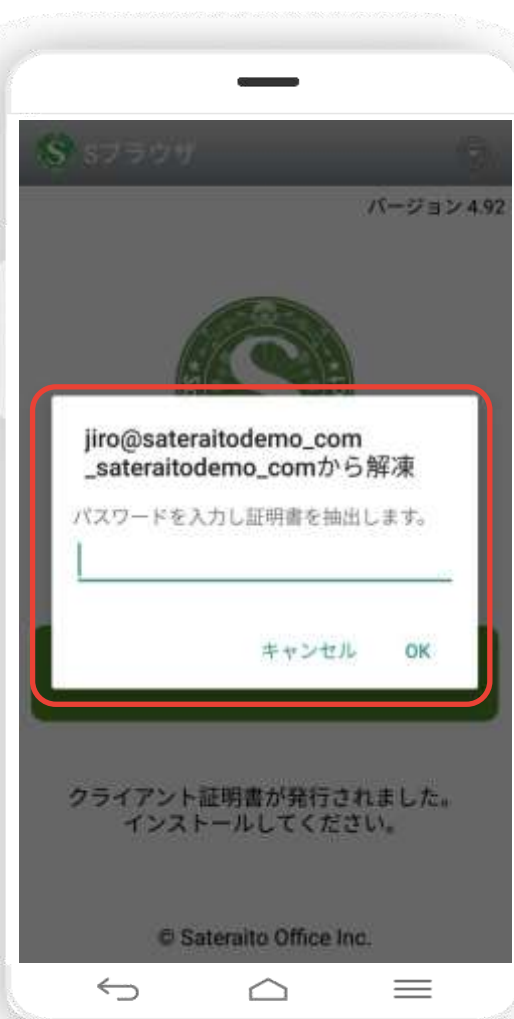 Sブラウザ
バージョン 4.92
S
jiro@sateraitodemo_com
_sateraitodemo_comから解凍
パスワードを入力し証明書を抽出します。
キャンセル OK
クライアント証明書が発行されました。
インストールしてください。
© Sateraito Office Inc.